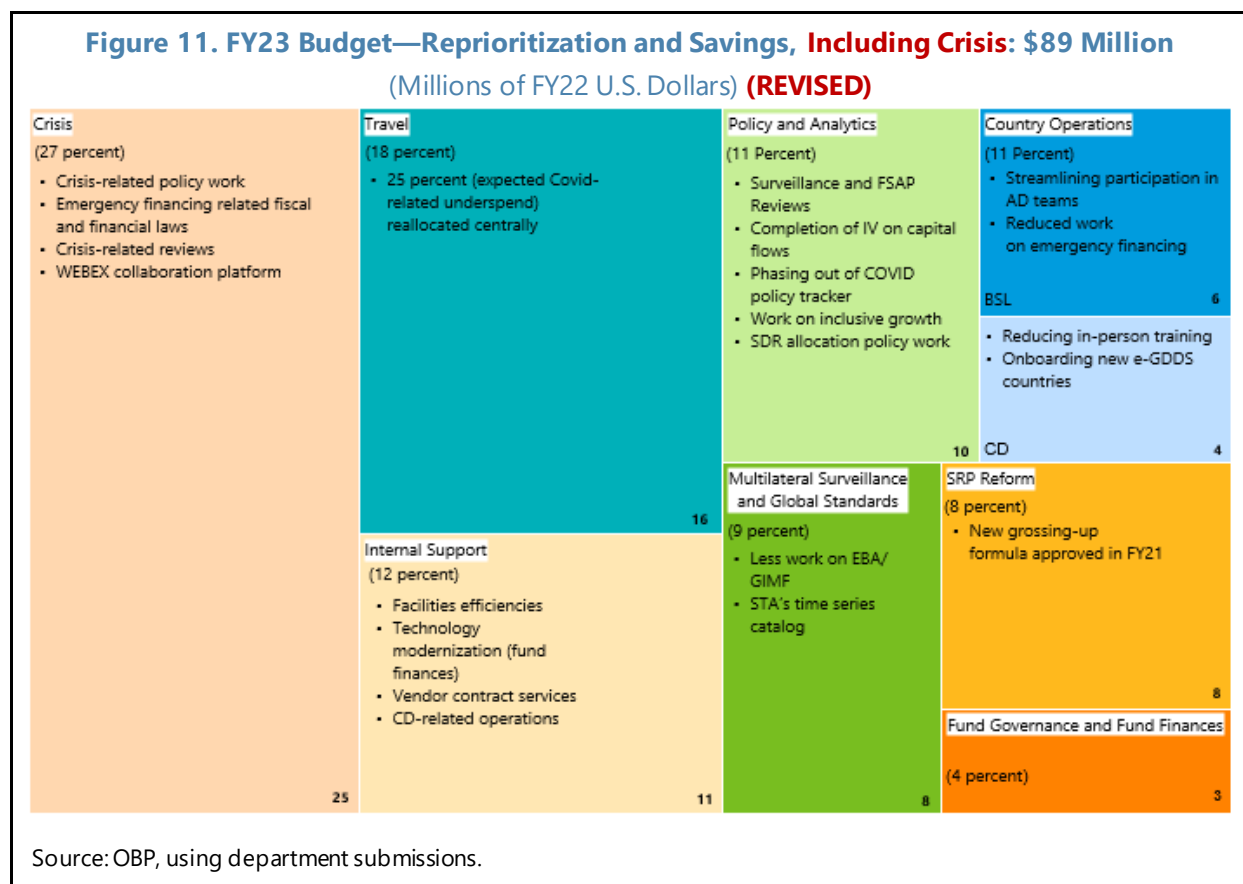 Figure 11. FY23 Budget—Reprioritization and Savings, Including Crisis: $89 Million
(Millions of FY22 U.S. Dollars) (REVISED)
Crisis
(27 percent)
• Crisis-related policy work
• Emergency financing related fiscal
and financial laws
• Crisis-related reviews
• WEBEX collaboration platform
25
Travel
(18 percent)
• 25 percent (expected Covid-
related underspend)
reallocated centrally
16
Internal Support
(12 percent)
• Facilities efficiencies
• Technology
modernization (fund
finances)
• Vendor contract services
• CD-related operations
11
Policy and Analytics
(11 Percent)
• Surveillance and FSAP
Reviews
• Completion of IV on capital
flows
• Phasing out of COVID
policy tracker
• Work on inclusive growth
• SDR allocation policy work
10
Country Operations
(11 Percent)
• Streamlining participation in
AD teams
• Reduced work
on emergency financing
BSL 6
• Reducing in-person training
• Onboarding new e-GDDS
countries
CD 4
Multilateral Surveillance
and Global Standards
(9 percent)
• Less work on EBA/
GIMF
• STA's time series
catalog
8
SRP Reform
(8 percent)
• New grossing-up
formula approved in FY21
8
Fund Governance and Fund Finances
(4 percent)
3
Source: OBP, using department submissions.